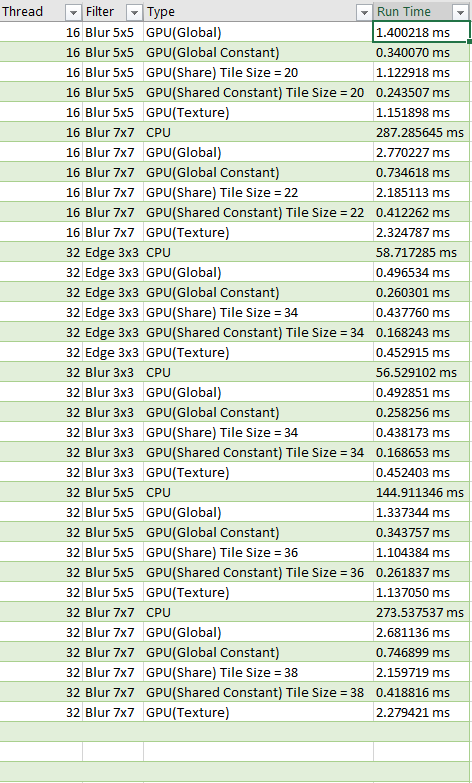 Thread Filter Type Run Time
16 Blur 5x5 GPU(Global) 1.400218 ms
16 Blur 5x5 GPU(Global Constant) 0.340070 ms
16 Blur 5x5 GPU(Share) Tile Size = 20 1.122918 ms
16 Blur 5x5 GPU(Shared Constant) Tile Size = 20 0.243507 ms
16 Blur 5x5 GPU(Texture) 1.151898 ms
16 Blur 7x7 CPU 287.285645 ms
16 Blur 7x7 GPU(Global) 2.770227 ms
16 Blur 7x7 GPU(Global Constant) 0.734618 ms
16 Blur 7x7 GPU(Share) Tile Size = 22 2.185113 ms
16 Blur 7x7 GPU(Shared Constant) Tile Size = 22 0.412262 ms
16 Blur 7x7 GPU(Texture) 2.324787 ms
32 Edge 3x3 CPU 58.717285 ms
32 Edge 3x3 GPU(Global) 0.496534 ms
32 Edge 3x3 GPU(Global Constant) 0.260301 ms
32 Edge 3x3 GPU(Share) Tile Size = 34 0.437760 ms
32 Edge 3x3 GPU(Shared Constant) Tile Size = 34 0.168243 ms
32 Edge 3x3 GPU(Texture) 0.452915 ms
32 Blur 3x3 CPU 56.529102 ms
32 Blur 3x3 GPU(Global) 0.492851 ms
32 Blur 3x3 GPU(Global Constant) 0.258256 ms
32 Blur 3x3 GPU(Share) Tile Size = 34 0.438173 ms
32 Blur 3x3 GPU(Shared Constant) Tile Size = 34 0.168653 ms
32 Blur 3x3 GPU(Texture) 0.452403 ms
32 Blur 5x5 CPU 144.911346 ms
32 Blur 5x5 GPU(Global) 1.337344 ms
32 Blur 5x5 GPU(Global Constant) 0.343757 ms
32 Blur 5x5 GPU(Share) Tile Size = 36 1.104384 ms
32 Blur 5x5 GPU(Shared Constant) Tile Size = 36 0.261837 ms
32 Blur 5x5 GPU(Texture) 1.137050 ms
32 Blur 7x7 CPU 273.537537 ms
32 Blur 7x7 GPU(Global) 2.681136 ms
32 Blur 7x7 GPU(Global Constant) 0.746899 ms
32 Blur 7x7 GPU(Share) Tile Size = 38 2.159719 ms
32 Blur 7x7 GPU(Shared Constant) Tile Size = 38 0.418816 ms
32 Blur 7x7 GPU(Texture) 2.279421 ms